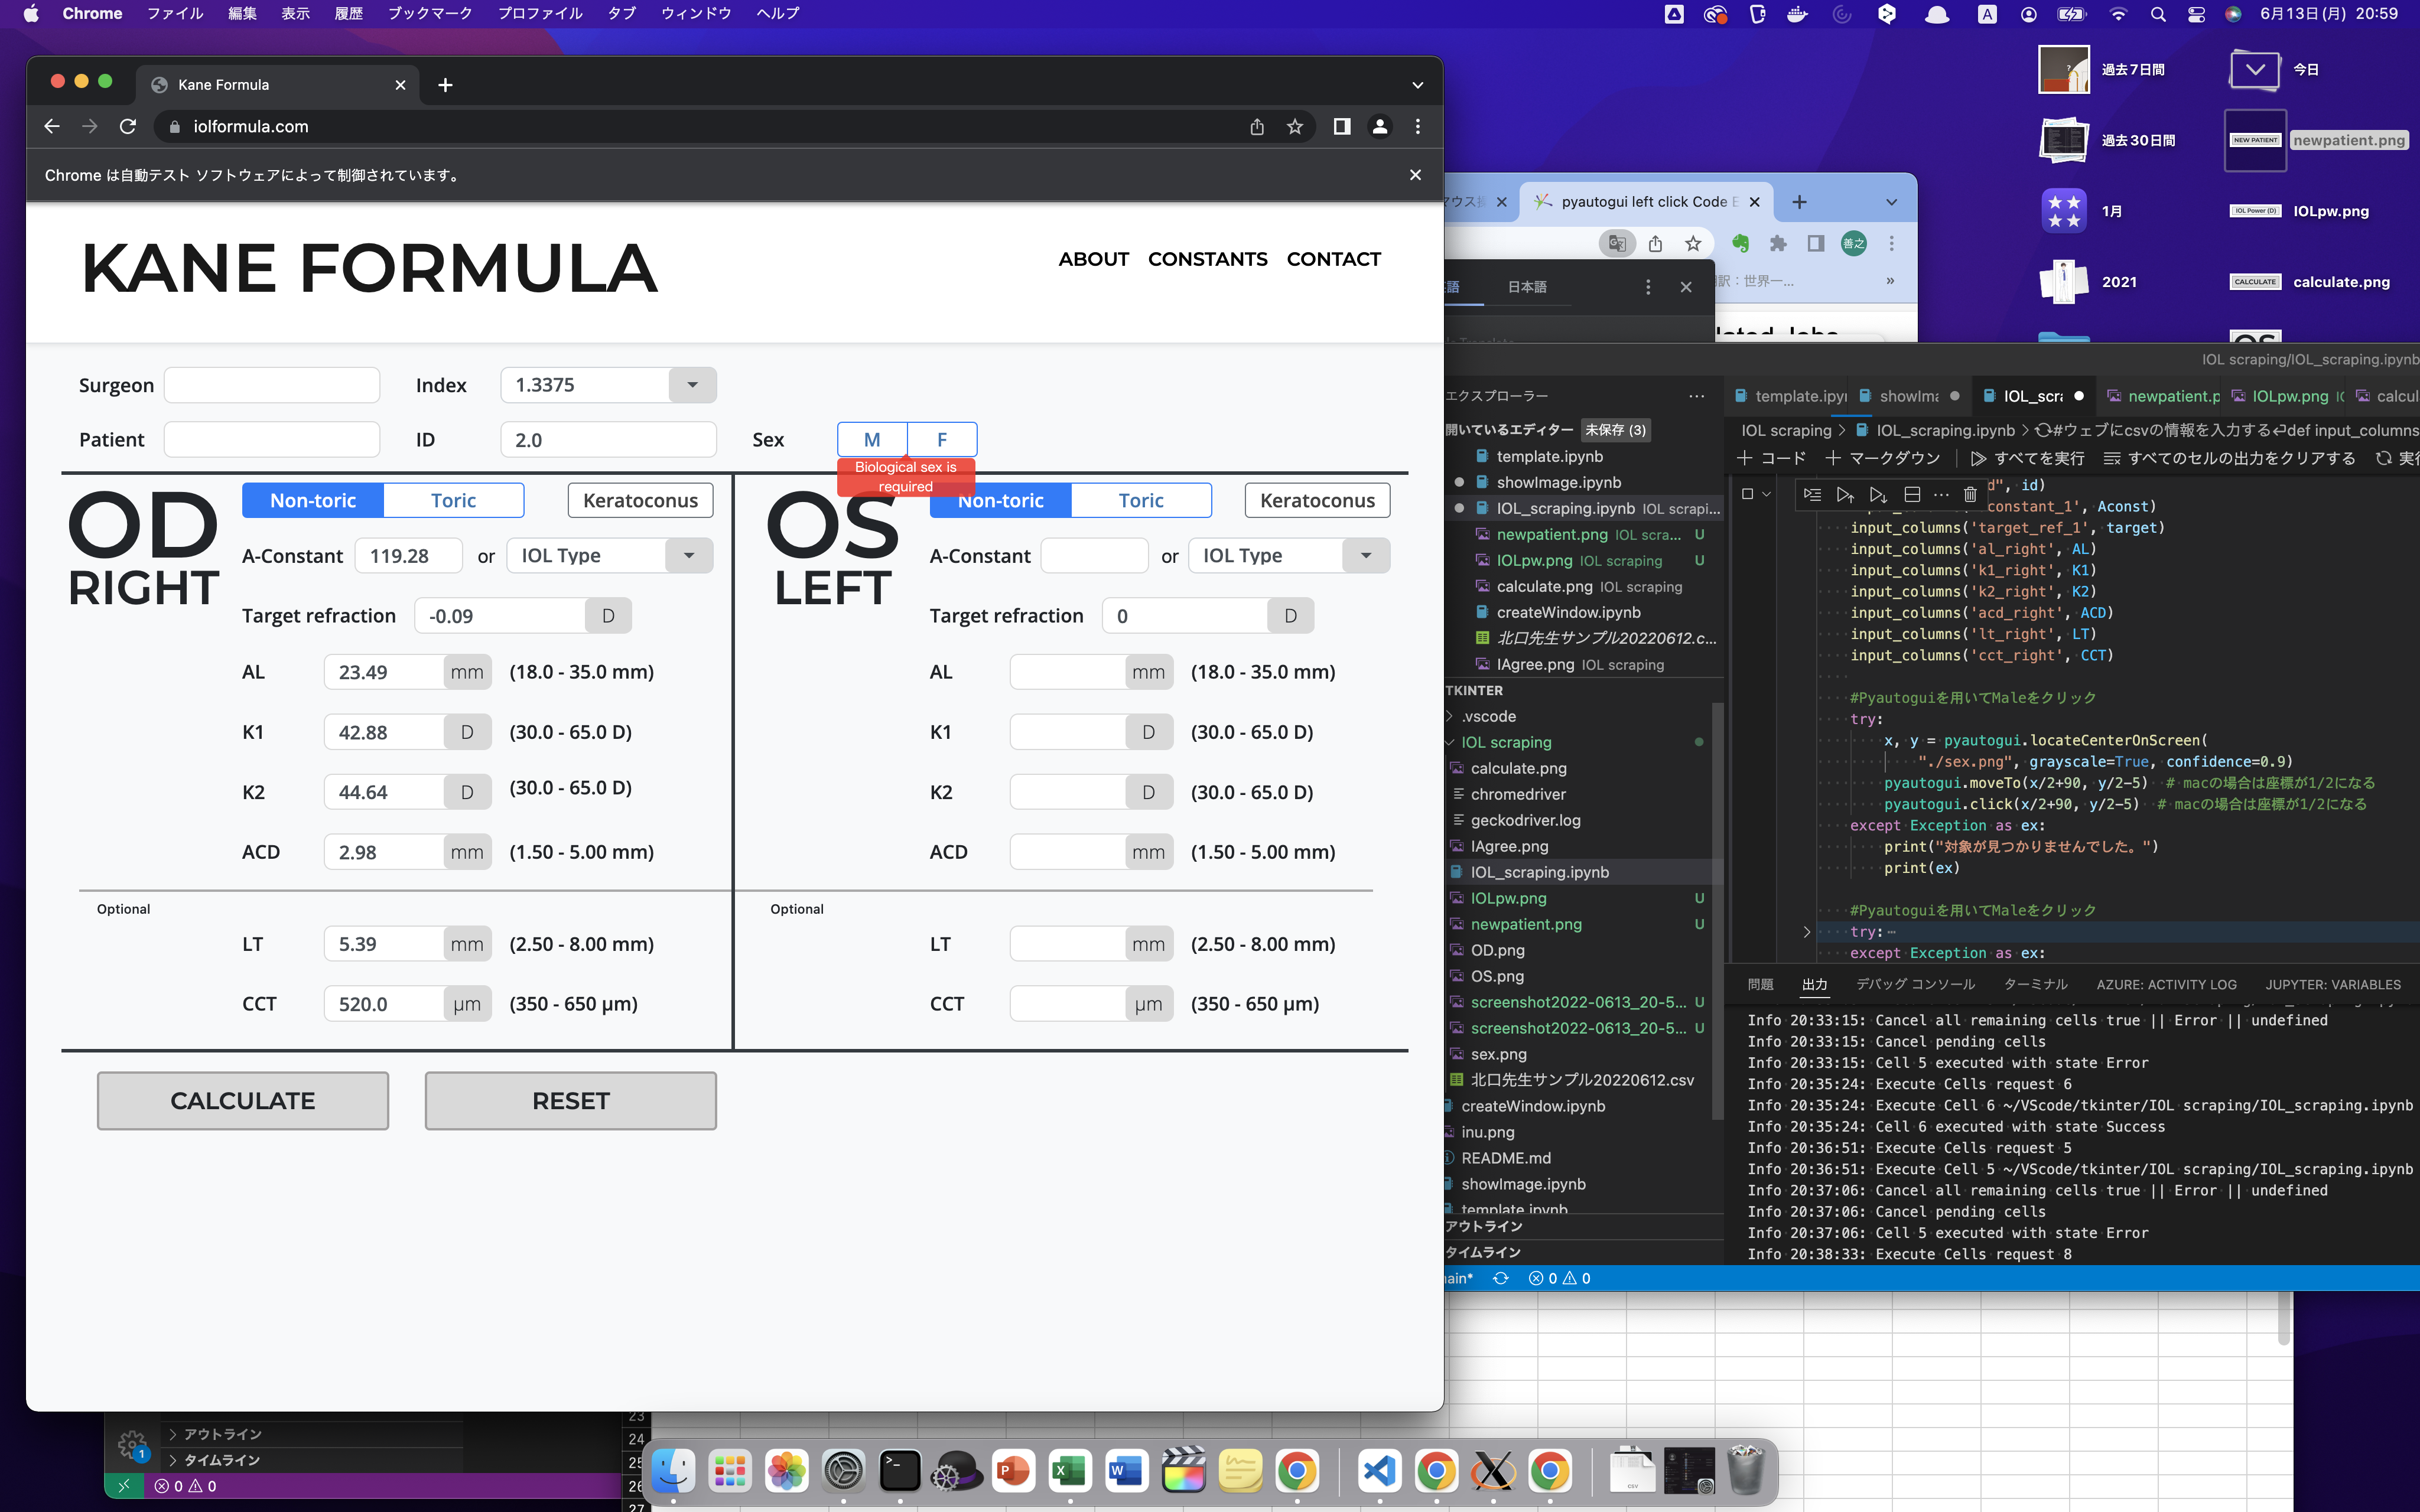 Chrome ファイル 編集 表示 履歴 ブックマーク プロファイル タブ ウィンドウ ヘルプ
A 6月13日(月) 20:59
過去7日間
今日
過去30日間
NEW PATIENT newpatient.png
1月
IOL Power (D) IOLpw.png
2021
CALCULATE calculate.png
Kane Formula
iolformula.com
Chrome は自動テスト ソフトウェアによって制御されています。
KANE FORMULA
ABOUT CONSTANTS CONTACT
Surgeon Index 1.3375
Patient ID 2.0 Sex M F
Biological sex is
required
OD
RIGHT
Non-toric Toric Keratoconus
A-Constant 119.28 or IOL Type
Target refraction -0.09 D
AL 23.49 mm (18.0 - 35.0 mm)
K1 42.88 D (30.0 - 65.0 D)
K2 44.64 D (30.0 - 65.0 D)
ACD 2.98 mm (1.50 - 5.00 mm)
Optional
LT 5.39 mm (2.50 - 8.00 mm)
CCT 520.0 μm (350 - 650 μm)
OS
LEFT
Non-toric Toric Keratoconus
A-Constant or IOL Type
Target refraction 0 D
AL mm (18.0 - 35.0 mm)
K1 D (30.0 - 65.0 D)
K2 D (30.0 - 65.0 D)
ACD mm (1.50 - 5.00 mm)
Optional
LT mm (2.50 - 8.00 mm)
CCT μm (350 - 650 μm)
CALCULATE RESET
pyautogui left click Code E
善之
訳：世界一...
日本語
IOL scraping/IOL_scraping.ipynb
エクスプローラー
開いているエディター 未保存 (3)
template.ipynb
showImage.ipynb
IOL_scraping.ipynb IOL scrapi...
newpatient.png IOL scra... U
IOLpw.png IOL scraping U
calculate.png IOL scraping
createWindow.ipynb
北口先生サンプル20220612.c...
IAgree.png IOL scraping
TKINTER
.vscode
IOL scraping
calculate.png
chromedriver
geckodriver.log
IAgree.png
IOL_scraping.ipynb
IOLpw.png U
newpatient.png U
OD.png
OS.png
screenshot2022-0613_20-5... U
screenshot2022-0613_20-5... U
sex.png
北口先生サンプル20220612.csv
createWindow.ipynb
inu.png
README.md
showImage.ipynb
template.ipynb
アウトライン
タイムライン
main* 0 0
template.ipyn showIma IOL_scra newpatient.p IOLpw.png calcul
IOL scraping > IOL_scraping.ipynb > #ウェブにcsvの情報を入力する↩def input_columns
コード マークダウン すべてを実行 すべてのセルの出力をクリアする 実行
d", id)
constant_1', Aconst)
input_columns('target_ref_1', target)
input_columns('al_right', AL)
input_columns('k1_right', K1)
input_columns('k2_right', K2)
input_columns('acd_right', ACD)
input_columns('lt_right', LT)
input_columns('cct_right', CCT)
#Pyautoguiを用いてMaleをクリック
try:
x, y = pyautogui.locateCenterOnScreen(
"./sex.png", grayscale=True, confidence=0.9)
pyautogui.moveTo(x/2+90, y/2-5) # macの場合は座標が1/2になる
pyautogui.click(x/2+90, y/2-5) # macの場合は座標が1/2になる
except Exception as ex:
print("対象が見つかりませんでした。")
print(ex)
#Pyautoguiを用いてMaleをクリック
try:
except Exception as ex:
問題 出力 デバッグ コンソール ターミナル AZURE: ACTIVITY LOG JUPYTER: VARIABLES
Info 20:33:15: Cancel all remaining cells true || Error || undefined
Info 20:33:15: Cancel pending cells
Info 20:33:15: Cell 5 executed with state Error
Info 20:35:24: Execute Cells request 6
Info 20:35:24: Execute Cell 6 ~/VScode/tkinter/IOL scraping/IOL_scraping.ipynb
Info 20:35:24: Cell 6 executed with state Success
Info 20:36:51: Execute Cells request 5
Info 20:36:51: Execute Cell 5 ~/VScode/tkinter/IOL scraping/IOL_scraping.ipynb
Info 20:37:06: Cancel all remaining cells true || Error || undefined
Info 20:37:06: Cancel pending cells
Info 20:37:06: Cell 5 executed with state Error
Info 20:38:33: Execute Cells request 8
アウトライン
タイムライン
1
0 0
23
24
25
26
27
CSV